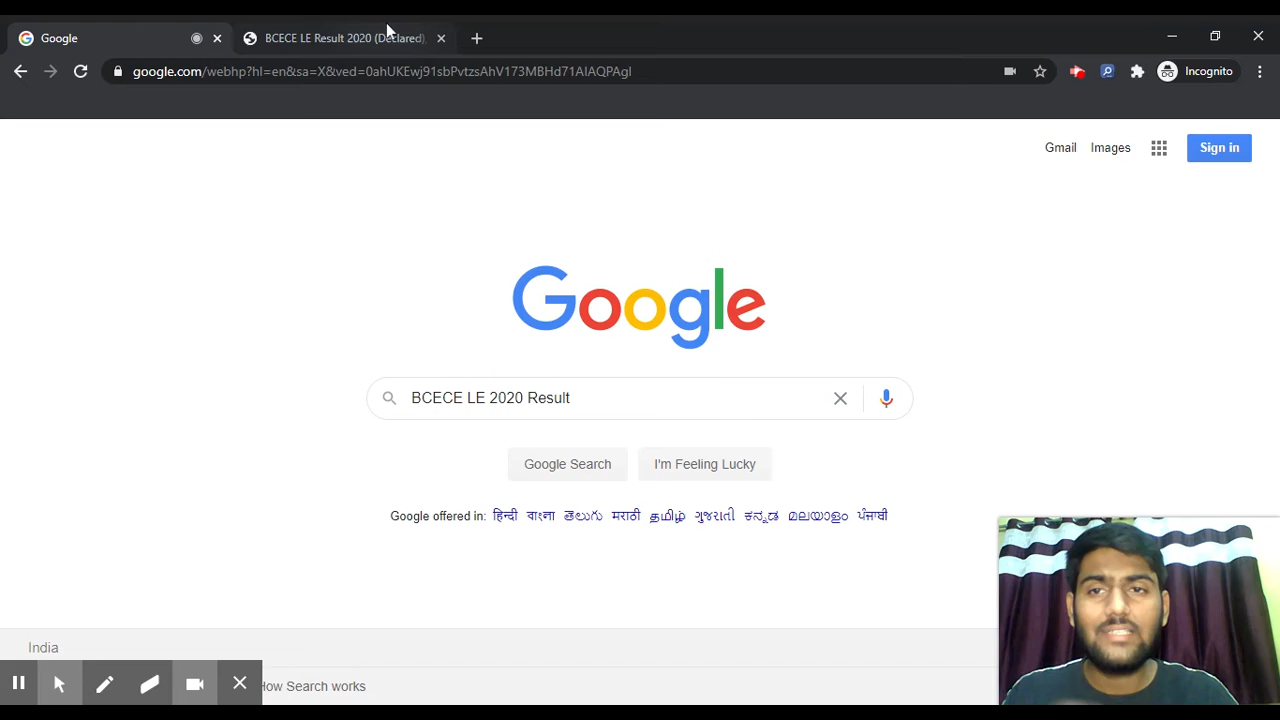 Google
BCECE LE Result 2020 (Declared),
google.com/webhp?hl=en&sa=X&ved=0ahUKEwj91sbPvtzsAhV173MBHd71AIAQPAgI
Incognito
Gmail Images
Sign in
Google
BCECE LE 2020 Result
Google Search I'm Feeling Lucky
Google offered in: हिन्दी বাংলা తెలుగు मराठी தமிழ் ગુજરાતી ಕನ್ನಡ മലയാളം ਪੰਜਾਬੀ
India
How Search works